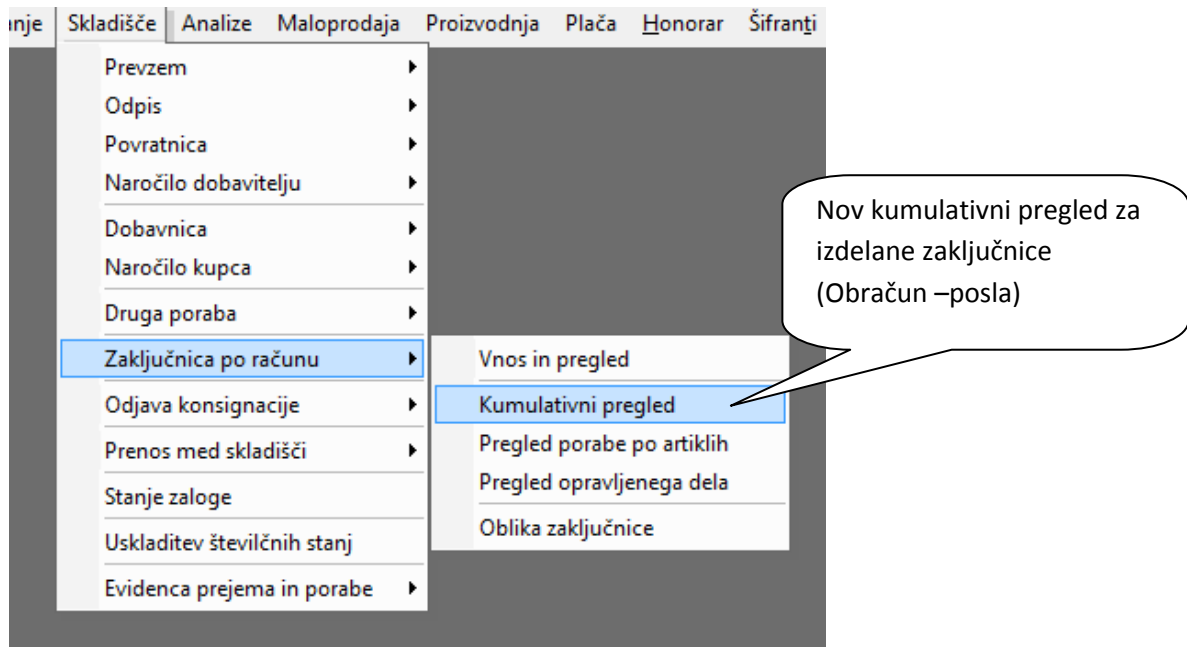 nje Skladišče Analize Maloprodaja Proizvodnja Plača Honorar Šifranti
Prevzem
Odpis
Povratnica
Naročilo dobavitelju
Dobavnica
Naročilo kupca
Druga poraba
Zaključnica po računu
Odjava konsignacije
Prenos med skladišči
Stanje zaloge
Uskladitev številčnih stanj
Evidenca prejema in porabe
Vnos in pregled
Kumulativni pregled
Pregled porabe po artiklih
Pregled opravljenega dela
Oblika zaključnice
Nov kumulativni pregled za
izdelane zaključnice
(Obračun –posla)